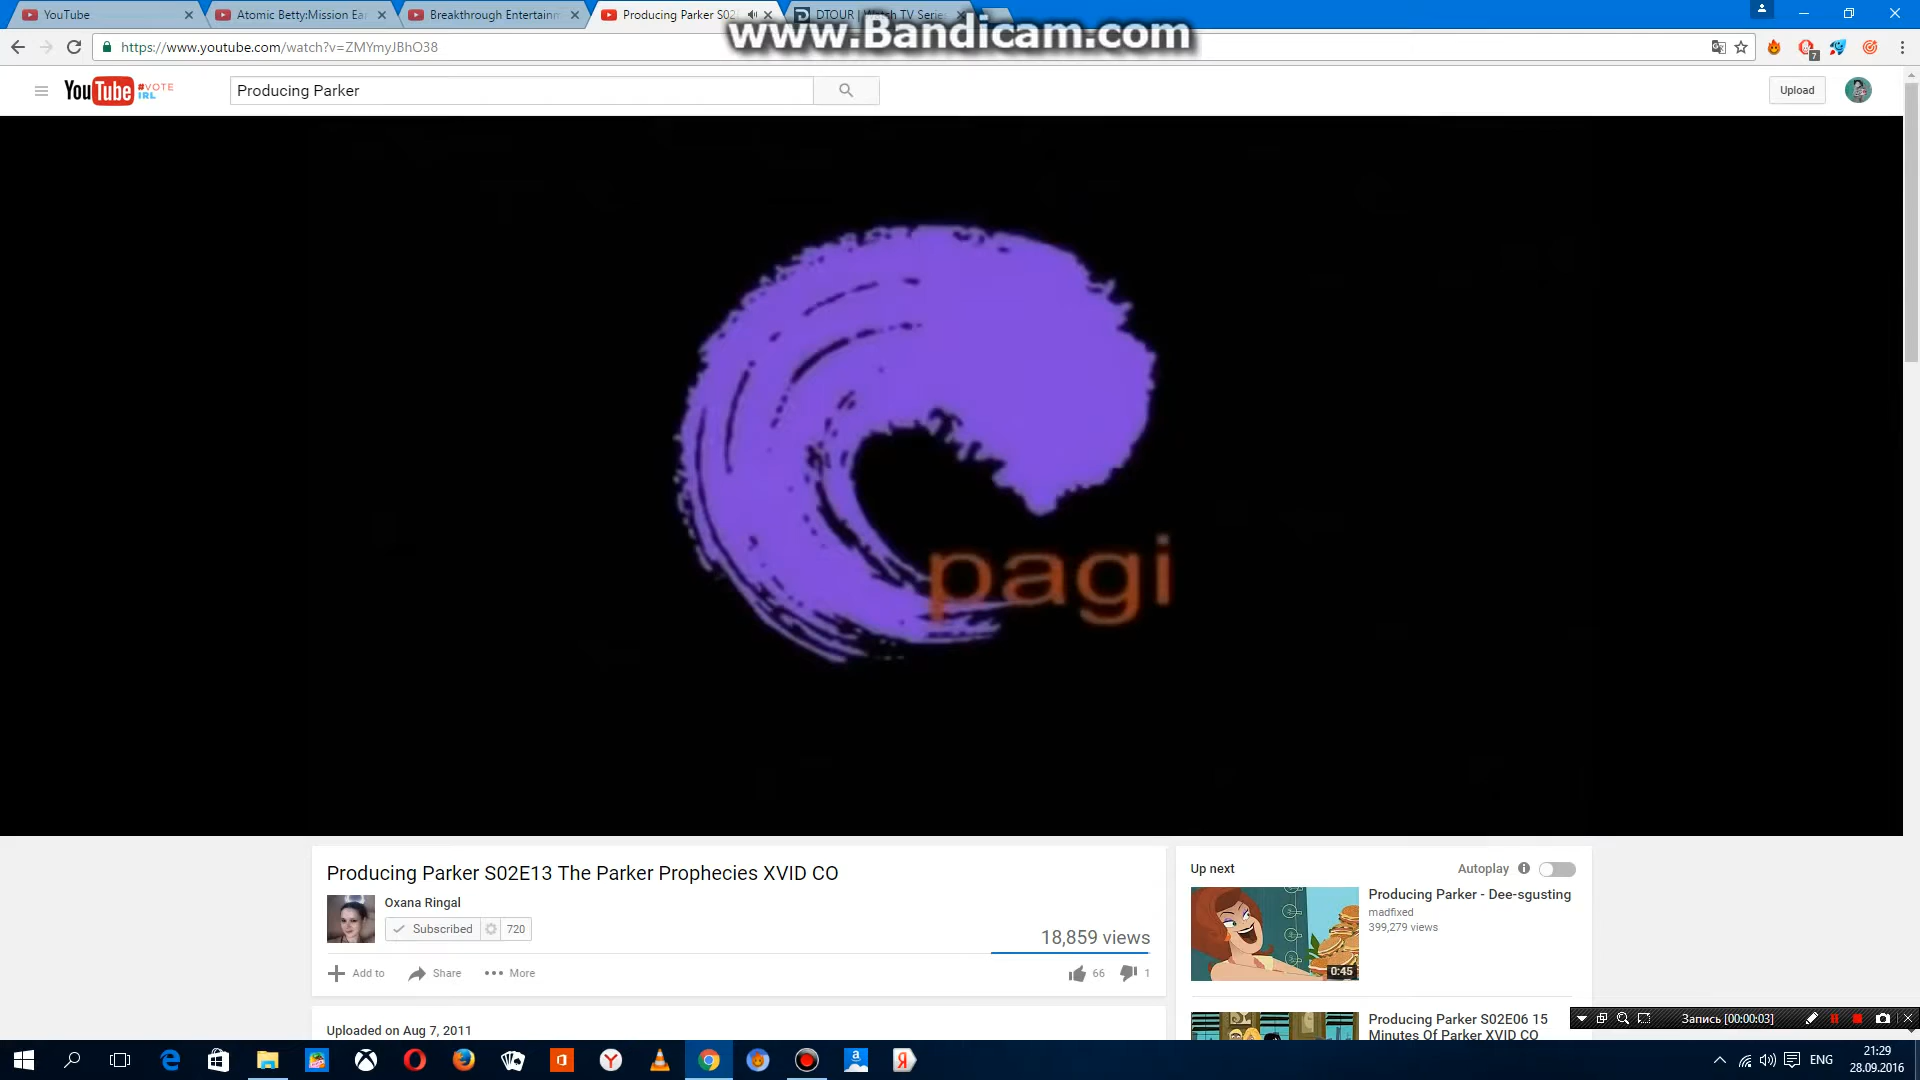 YouTube
Atomic Betty:Mission Ea
Breakthrough Entertainm
Producing Parker S02
DTOUR | Watch TV Serie
www.Bandicam.com
https://www.youtube.com/watch?v=ZMYmyJBhO38
7
YouTube #VOTE IRL
Producing Parker
Upload
pagi
Producing Parker S02E13 The Parker Prophecies XVID CO
Oxana Ringal
Subscribed 720
18,859 views
Add to Share More 66 1
Uploaded on Aug 7, 2011
Up next Autoplay
Producing Parker - Dee-sgusting
madfixed
399,279 views
0:45
Producing Parker S02E06 15
Minutes Of Parker XVID CO
Запись [00:00:03]
ENG
21:29
28.09.2016